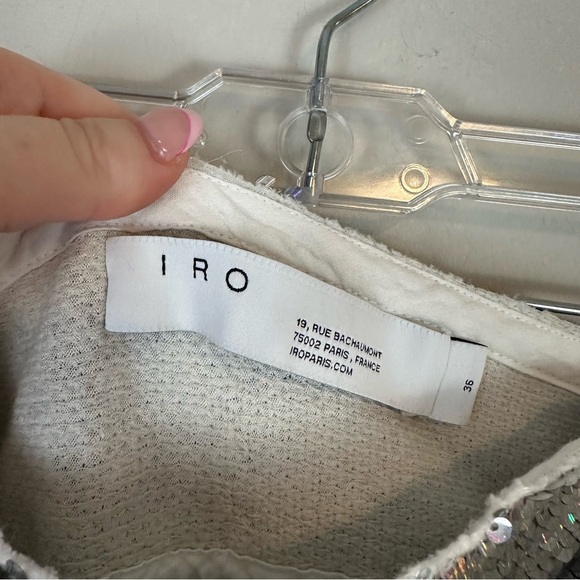 IRO
19, RUE BACHAUMONT
75002 PARIS, FRANCE
IROPARIS.COM
36